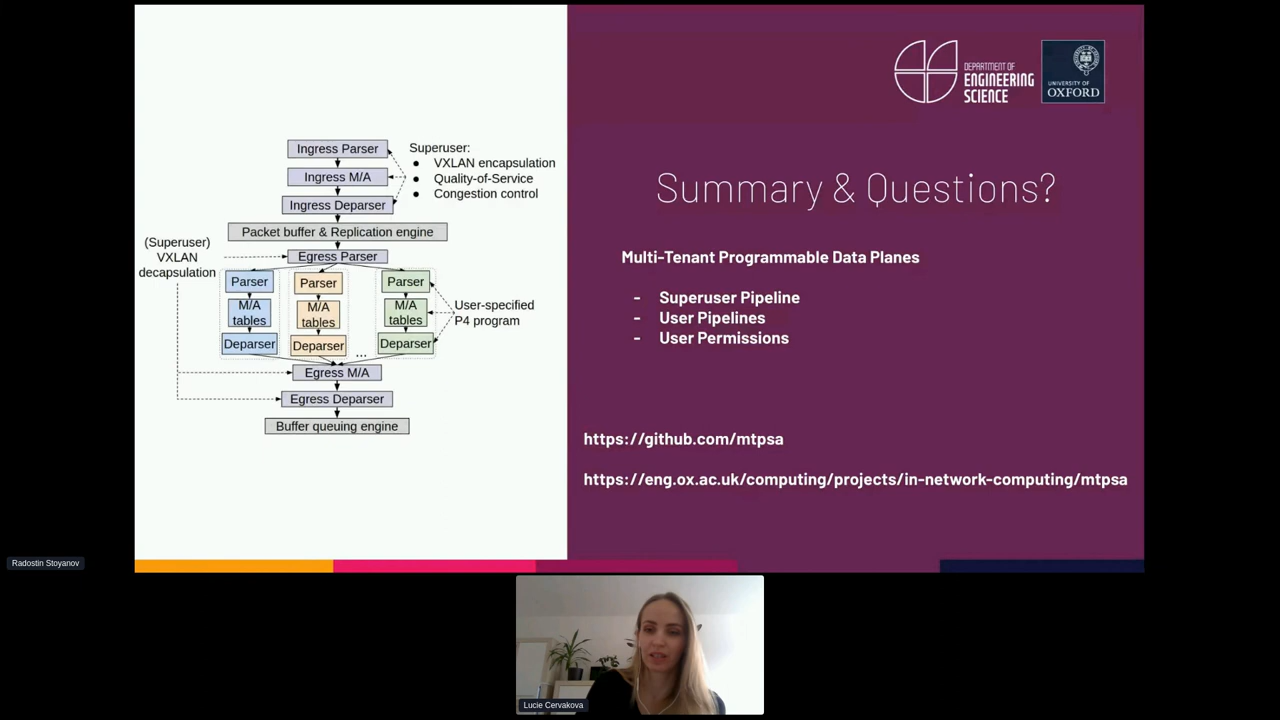 Ingress Parser
Ingress M/A
Ingress Deparser
Superuser:
● VXLAN encapsulation
● Quality-of-Service
● Congestion control
Packet buffer & Replication engine
(Superuser)
VXLAN
decapsulation
Egress Parser
Parser
M/A
tables
Deparser
Parser
M/A
tables
Deparser
...
Parser
M/A
tables
Deparser
User-specified
P4 program
Egress M/A
Egress Deparser
Buffer queuing engine
DEPARTMENT OF
ENGINEERING
SCIENCE
UNIVERSITY OF
OXFORD
Summary & Questions?
Multi-Tenant Programmable Data Planes
- Superuser Pipeline
- User Pipelines
- User Permissions
https://github.com/mtpsa
https://eng.ox.ac.uk/computing/projects/in-network-computing/mtpsa
Radostin Stoyanov
Lucie Cervakova